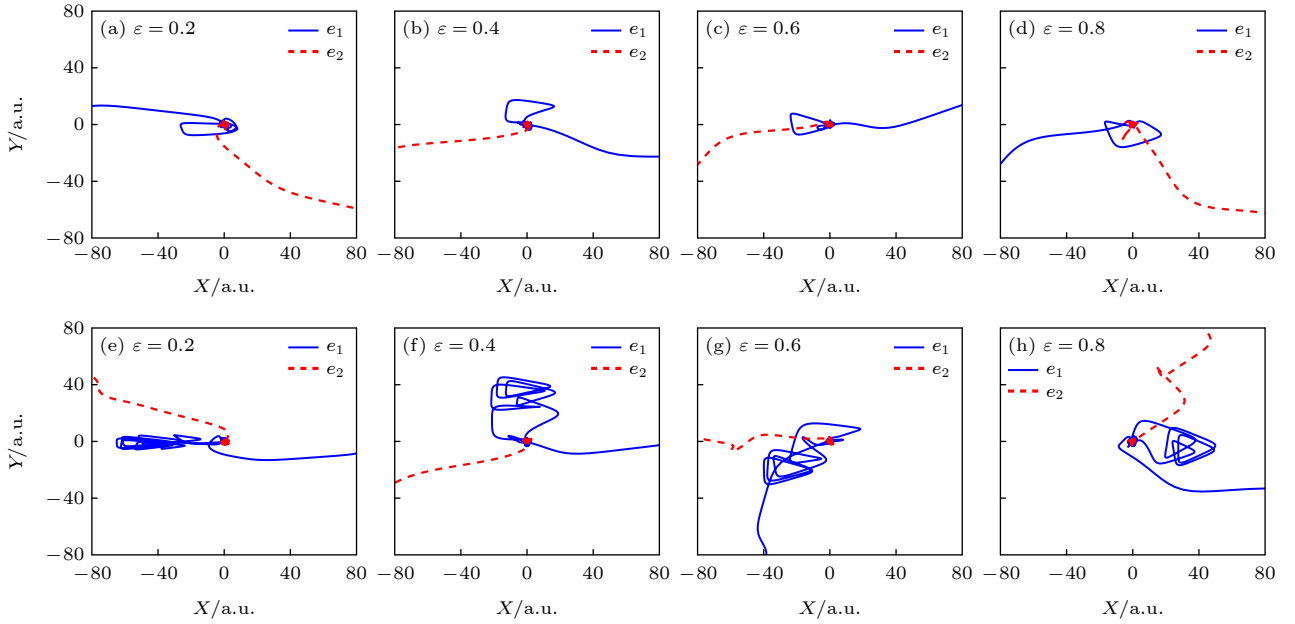 (a) ε = 0.2
e1
e2
(b) ε = 0.4
e1
e2
(c) ε = 0.6
e1
e2
(d) ε = 0.8
e1
e2
80
40
0
−40
−80
Y/a.u.
−80 −40 0 40 80
−80 −40 0 40 80
−80 −40 0 40 80
−80 −40 0 40 80
X/a.u.
X/a.u.
X/a.u.
X/a.u.
(e) ε = 0.2
e1
e2
(f) ε = 0.4
e1
e2
(g) ε = 0.6
e1
e2
(h) ε = 0.8
e1
e2
80
40
0
−40
−80
Y/a.u.
−80 −40 0 40 80
−80 −40 0 40 80
−80 −40 0 40 80
−80 −40 0 40 80
X/a.u.
X/a.u.
X/a.u.
X/a.u.